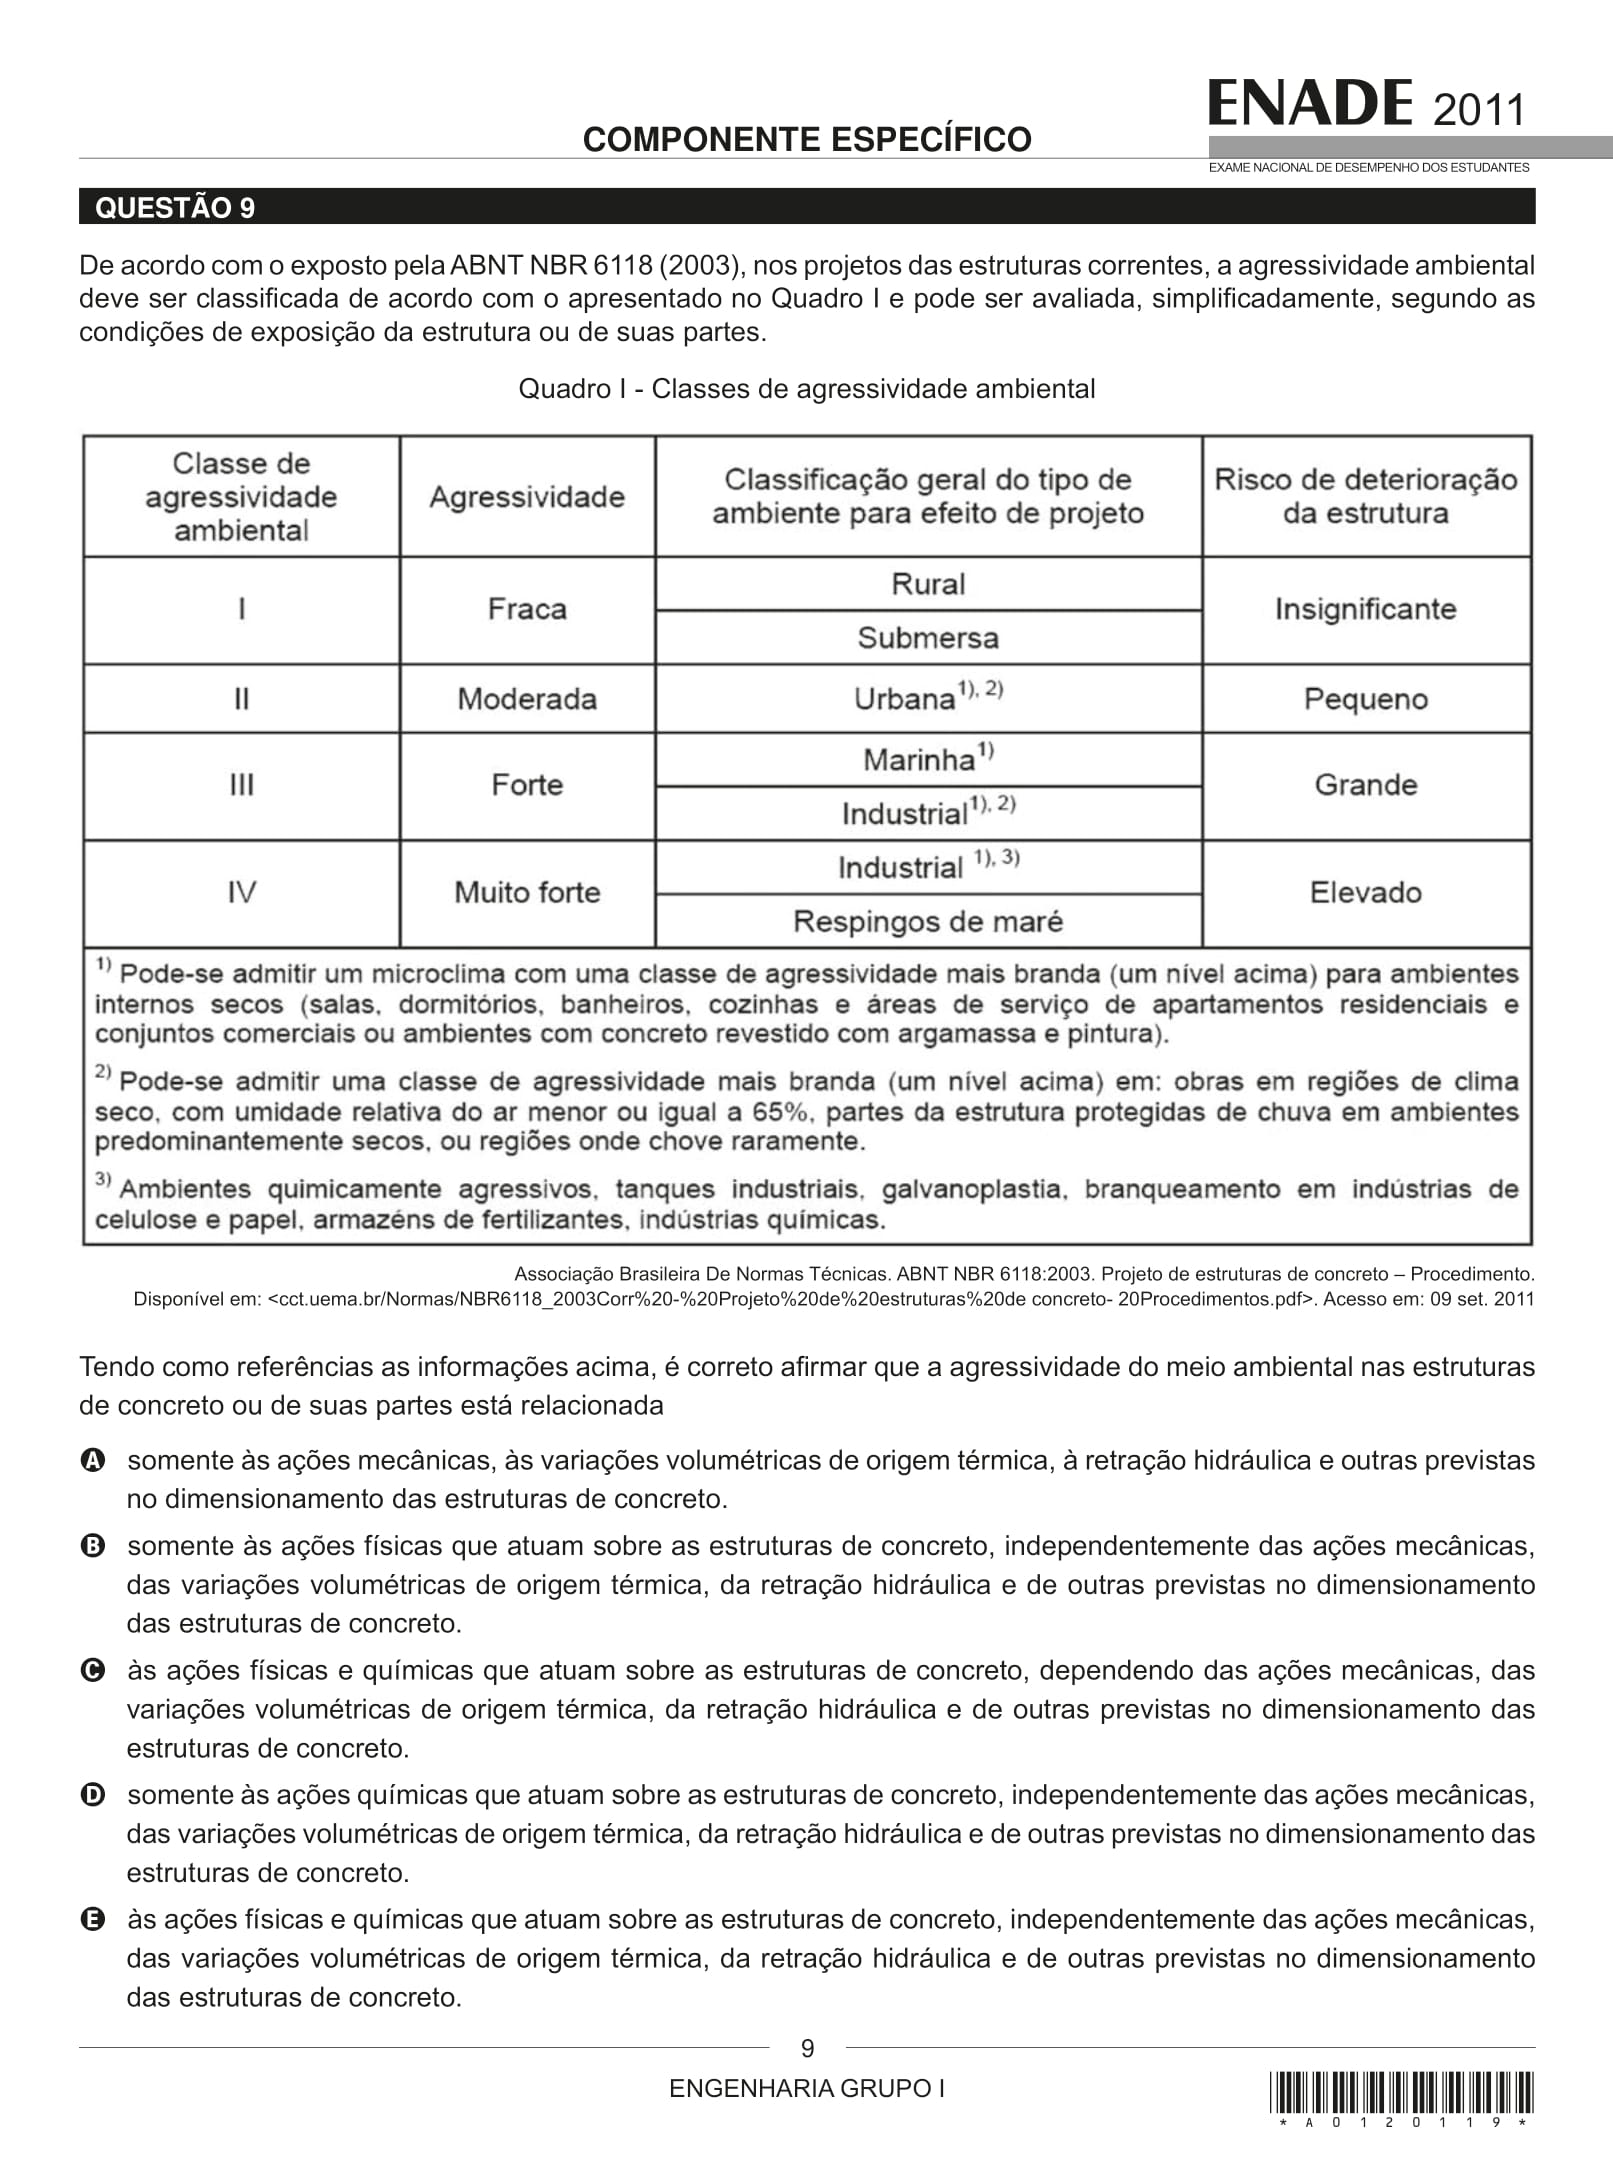 ENADE 2011
COMPONENTE ESPECÍFICO
EXAME NACIONAL DE DESEMPENHO DOS ESTUDANTES
QUESTÃO 9
De acordo com o exposto pela ABNT NBR 6118 (2003), nos projetos das estruturas correntes, a agressividade ambiental
deve ser classificada de acordo com o apresentado no Quadro I e pode ser avaliada, simplificadamente, segundo as
condições de exposição da estrutura ou de suas partes.
Quadro I - Classes de agressividade ambiental
Classe de
agressividade
ambiental
Agressividade
Classificação geral do tipo de
ambiente para efeito de projeto
Risco de deterioração
da estrutura
I
Fraca
Rural
Submersa
Insignificante
II
Moderada
Urbana1), 2)
Pequeno
III
Forte
Marinha1)
Industrial1), 2)
Grande
IV
Muito forte
Industrial 1), 3)
Respingos de maré
Elevado
1) Pode-se admitir um microclima com uma classe de agressividade mais branda (um nível acima) para ambientes
internos secos (salas, dormitórios, banheiros, cozinhas e áreas de serviço de apartamentos residenciais e
conjuntos comerciais ou ambientes com concreto revestido com argamassa e pintura).
2) Pode-se admitir uma classe de agressividade mais branda (um nível acima) em: obras em regiões de clima
seco, com umidade relativa do ar menor ou igual a 65%, partes da estrutura protegidas de chuva em ambientes
predominantemente secos, ou regiões onde chove raramente.
3) Ambientes quimicamente agressivos, tanques industriais, galvanoplastia, branqueamento em indústrias de
celulose e papel, armazéns de fertilizantes, indústrias químicas.
Associação Brasileira De Normas Técnicas. ABNT NBR 6118:2003. Projeto de estruturas de concreto – Procedimento.
Disponível em: <cct.uema.br/Normas/NBR6118_2003Corr%20-%20Projeto%20de%20estruturas%20de concreto- 20Procedimentos.pdf>. Acesso em: 09 set. 2011
Tendo como referências as informações acima, é correto afirmar que a agressividade do meio ambiental nas estruturas
de concreto ou de suas partes está relacionada
A somente às ações mecânicas, às variações volumétricas de origem térmica, à retração hidráulica e outras previstas
no dimensionamento das estruturas de concreto.
B somente às ações físicas que atuam sobre as estruturas de concreto, independentemente das ações mecânicas,
das variações volumétricas de origem térmica, da retração hidráulica e de outras previstas no dimensionamento
das estruturas de concreto.
C às ações físicas e químicas que atuam sobre as estruturas de concreto, dependendo das ações mecânicas, das
variações volumétricas de origem térmica, da retração hidráulica e de outras previstas no dimensionamento das
estruturas de concreto.
D somente às ações químicas que atuam sobre as estruturas de concreto, independentemente das ações mecânicas,
das variações volumétricas de origem térmica, da retração hidráulica e de outras previstas no dimensionamento das
estruturas de concreto.
E às ações físicas e químicas que atuam sobre as estruturas de concreto, independentemente das ações mecânicas,
das variações volumétricas de origem térmica, da retração hidráulica e de outras previstas no dimensionamento
das estruturas de concreto.
9
ENGENHARIA GRUPO I
* A 0 1 2 0 1 1 9 *